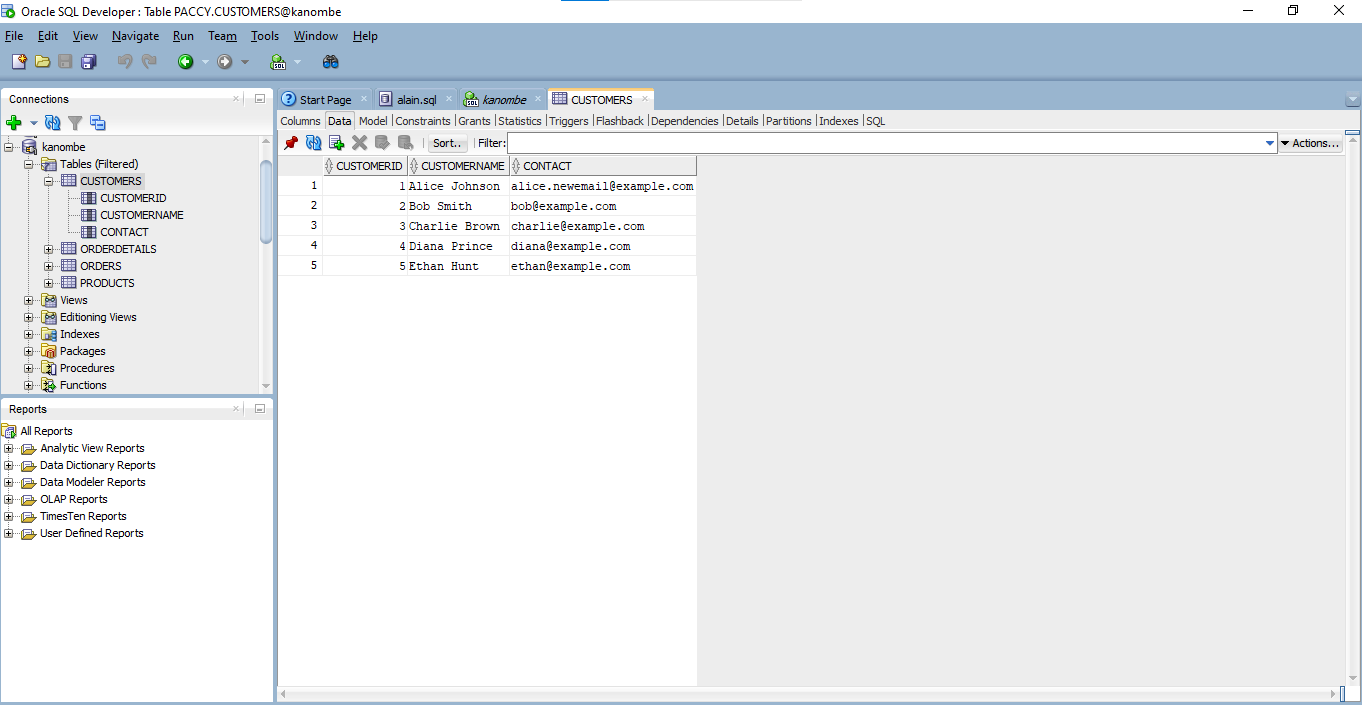 Oracle SQL Developer : Table PACCY.CUSTOMERS@kanombe
File Edit View Navigate Run Team Tools Window Help
Connections
kanombe
Tables (Filtered)
CUSTOMERS
CUSTOMERID
CUSTOMERNAME
CONTACT
ORDERDETAILS
ORDERS
PRODUCTS
Views
Editioning Views
Indexes
Packages
Procedures
Functions
Reports
All Reports
Analytic View Reports
Data Dictionary Reports
Data Modeler Reports
OLAP Reports
TimesTen Reports
User Defined Reports
Start Page alain.sql kanombe CUSTOMERS
Columns Data Model Constraints Grants Statistics Triggers Flashback Dependencies Details Partitions Indexes SQL
Sort.. Filter: Actions...
CUSTOMERID CUSTOMERNAME CONTACT
1 1 Alice Johnson alice.newemail@example.com
2 2 Bob Smith bob@example.com
3 3 Charlie Brown charlie@example.com
4 4 Diana Prince diana@example.com
5 5 Ethan Hunt ethan@example.com